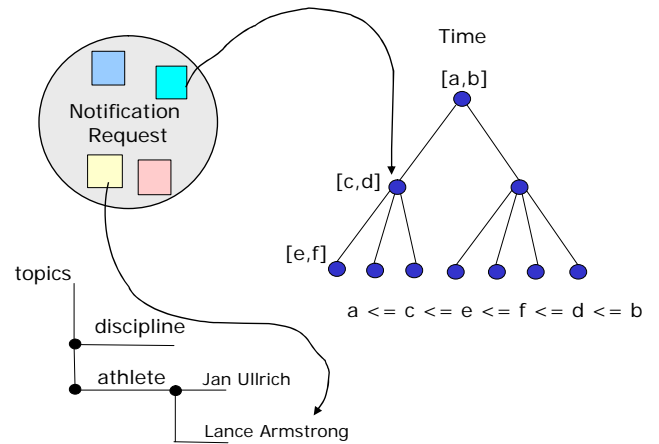 Time
[a,b]
Notification
Request
[c,d]
[e,f]
topics
a <= c <= e <= f <= d <= b
discipline
athlete
Jan Ullrich
Lance Armstrong